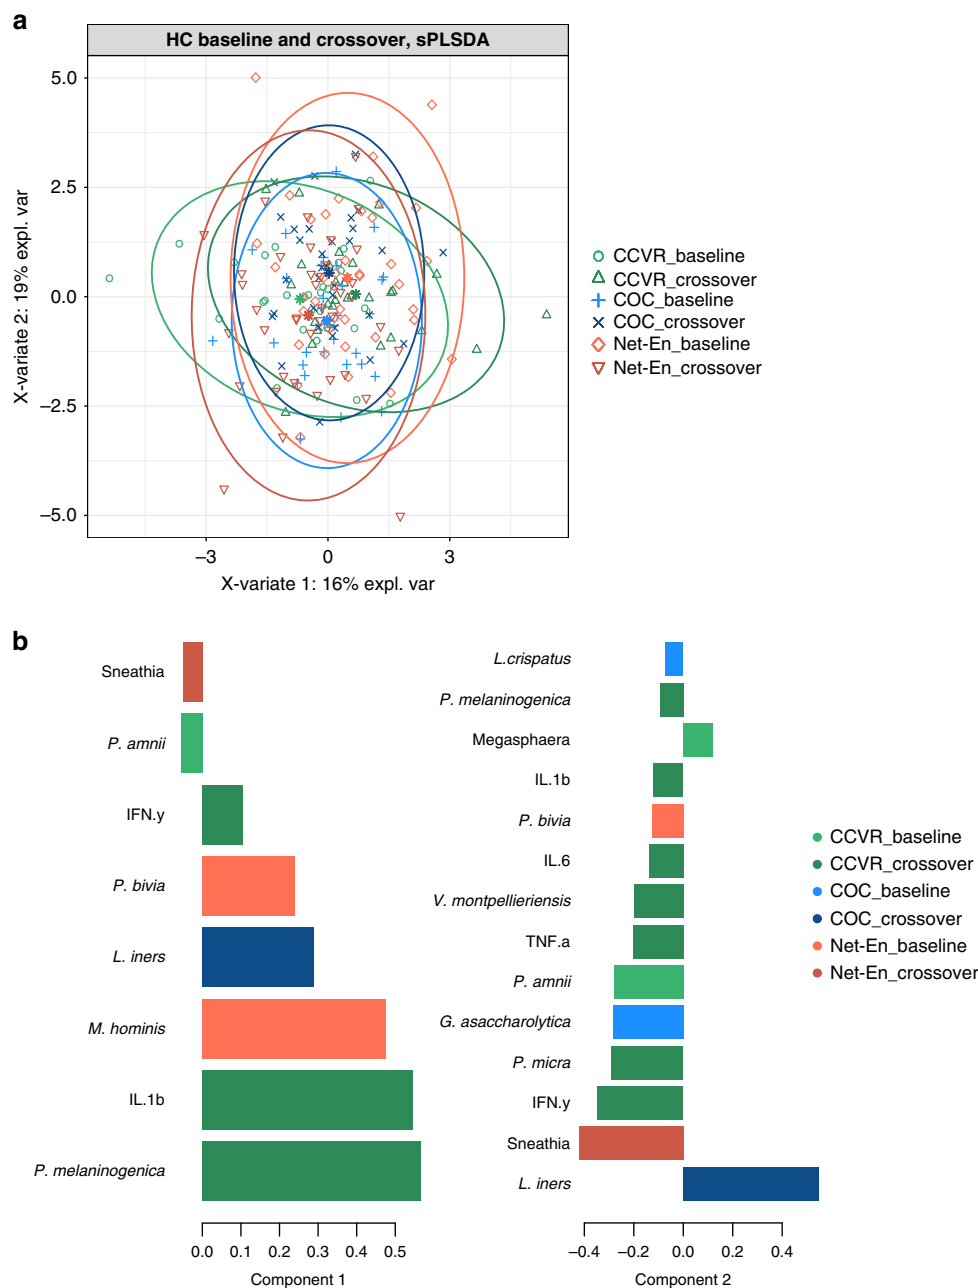 a
HC baseline and crossover, sPLSDA
5.0
2.5
0.0
−2.5
−5.0
X-variate 2: 19% expl. var
−3
0
3
X-variate 1: 16% expl. var
CCVR_baseline
CCVR_crossover
COC_baseline
COC_crossover
Net-En_baseline
Net-En_crossover
b
Sneathia
P. amnii
IFN.y
P. bivia
L. iners
M. hominis
IL.1b
P. melaninogenica
0.0 0.1 0.2 0.3 0.4 0.5
Component 1
L.crispatus
P. melaninogenica
Megasphaera
IL.1b
P. bivia
IL.6
V. montpellieriensis
TNF.a
P. amnii
G. asaccharolytica
P. micra
IFN.y
Sneathia
L. iners
−0.4 −0.2 0.0 0.2 0.4
Component 2
CCVR_baseline
CCVR_crossover
COC_baseline
COC_crossover
Net-En_baseline
Net-En_crossover